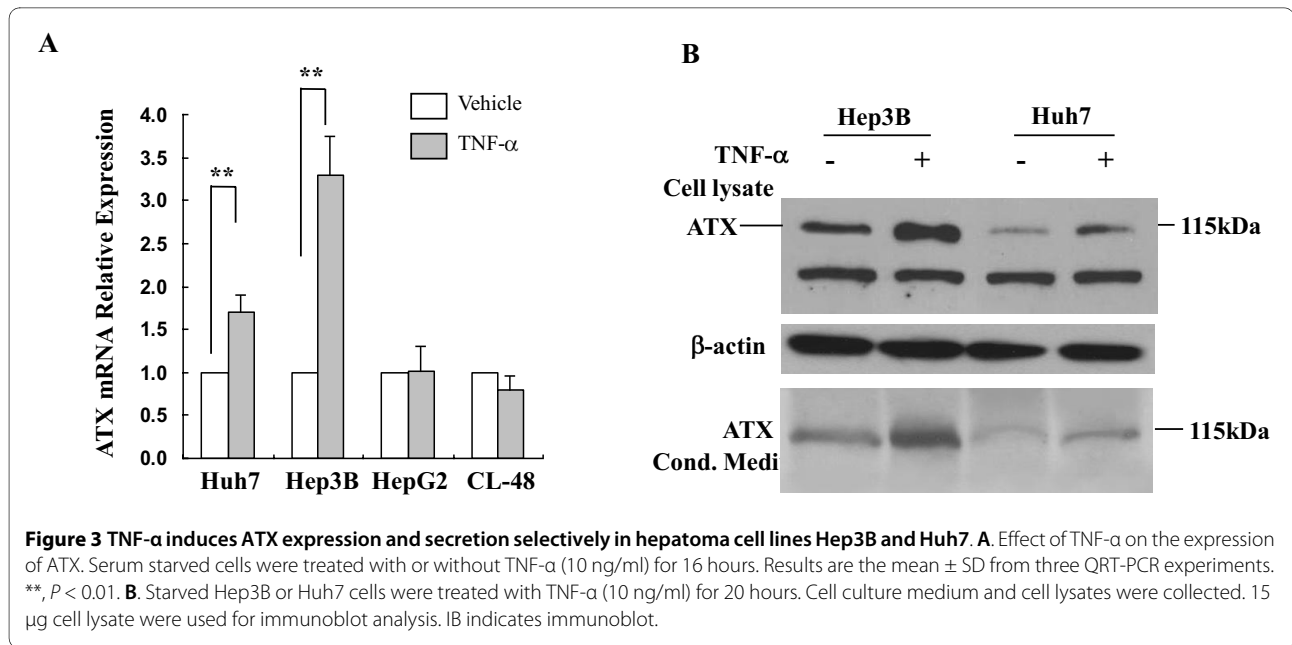 A
ATX mRNA Relative Expression
4.0
3.5
3.0
2.5
2.0
1.5
1.0
0.5
0.0
**
**
Vehicle
TNF-α
Huh7 Hep3B HepG2 CL-48
B
Hep3B Huh7
TNF-α - + - +
Cell lysate
ATX 115kDa
β-actin
ATX 115kDa
Cond. Medi
Figure 3 TNF-α induces ATX expression and secretion selectively in hepatoma cell lines Hep3B and Huh7. A. Effect of TNF-α on the expression
of ATX. Serum starved cells were treated with or without TNF-α (10 ng/ml) for 16 hours. Results are the mean ± SD from three QRT-PCR experiments.
**, P < 0.01. B. Starved Hep3B or Huh7 cells were treated with TNF-α (10 ng/ml) for 20 hours. Cell culture medium and cell lysates were collected. 15
μg cell lysate were used for immunoblot analysis. IB indicates immunoblot.